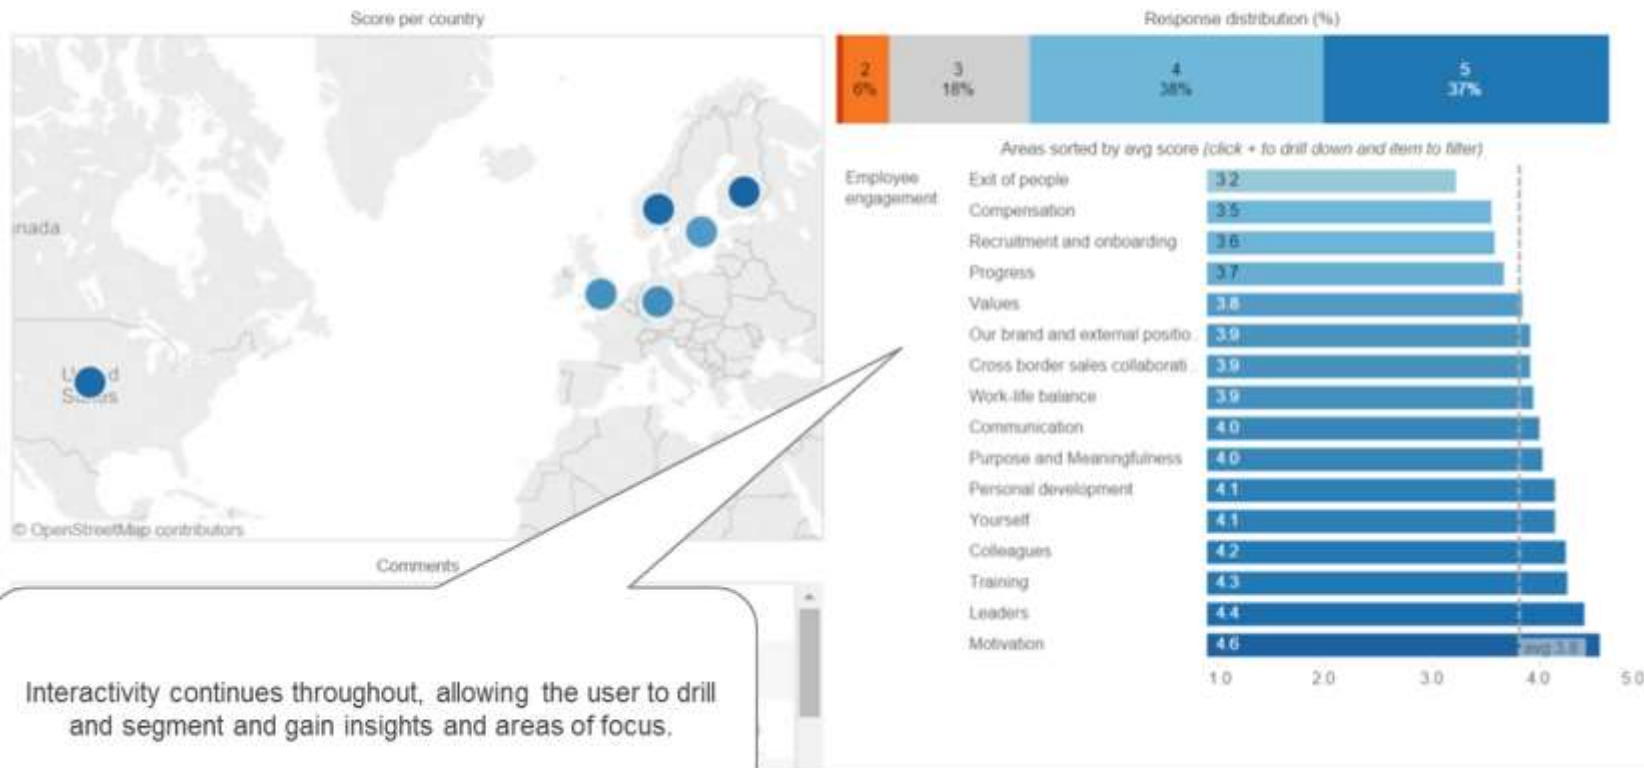 Score per country
nada
© OpenStreetMap contributors
Comments
Interactivity continues throughout, allowing the user to drill
and segment and gain insights and areas of focus.
Response distribution (%)
2
6%
3
18%
4
38%
5
37%
Areas sorted by avg score (click + to drill down and item to filter)
Employee
engagement
Exit of people 3.2
Compensation 3.5
Recruitment and onboarding 3.6
Progress 3.7
Values 3.8
Our brand and external positio.. 3.9
Cross border sales collaborati.. 3.9
Work-life balance 3.9
Communication 4.0
Purpose and Meaningfulness 4.0
Personal development 4.1
Yourself 4.1
Colleagues 4.2
Training 4.3
Leaders 4.4
Motivation 4.6
avg 3.8
1.0 2.0 3.0 4.0 5.0